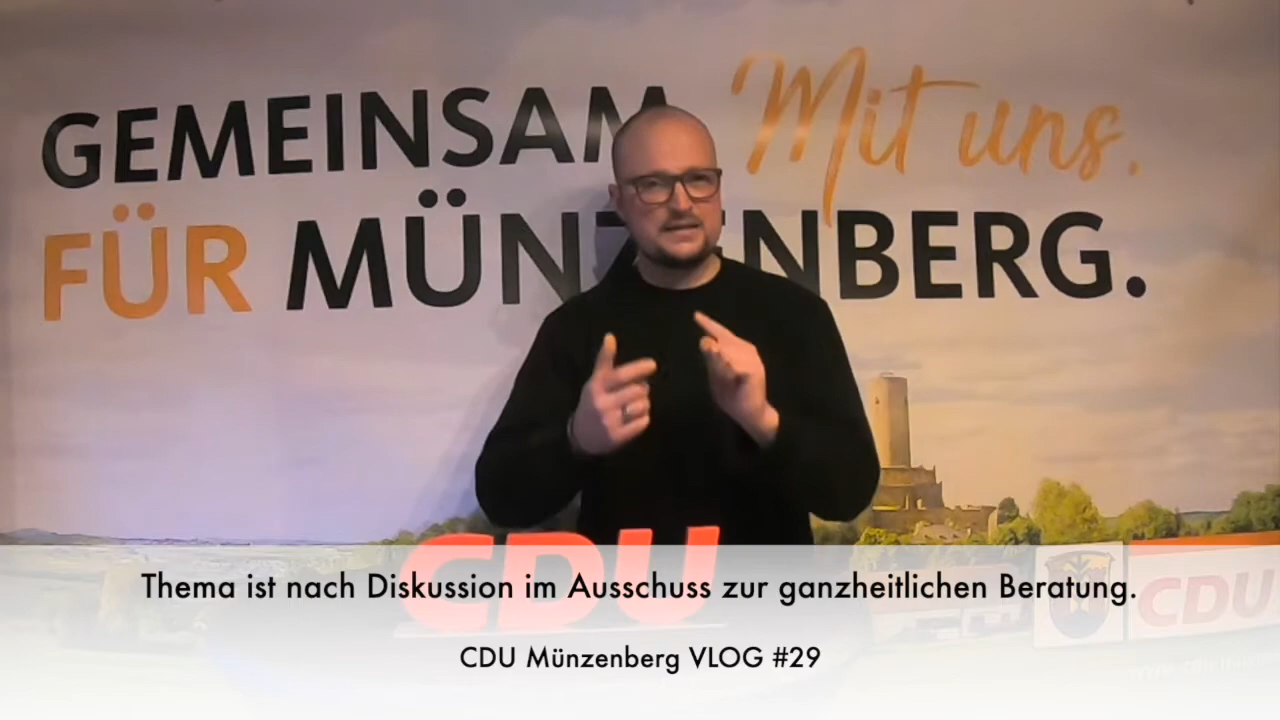 GEMEINSAM Mit uns.
FÜR MÜNZENBERG.
CDU
CDU
Thema ist nach Diskussion im Ausschuss zur ganzheitlichen Beratung.
CDU Münzenberg VLOG #29